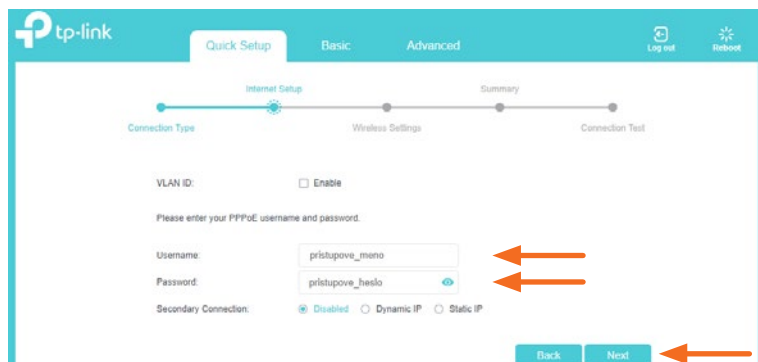 tp-link
Quick Setup Basic Advanced Log out Reboot
Internet Setup Summary
Connection Type Wireless Settings Connection Test
VLAN ID: Enable
Please enter your PPPoE username and password.
Username: pristupove_meno
Password: pristupove_heslo
Secondary Connection: Disabled Dynamic IP Static IP
Back Next